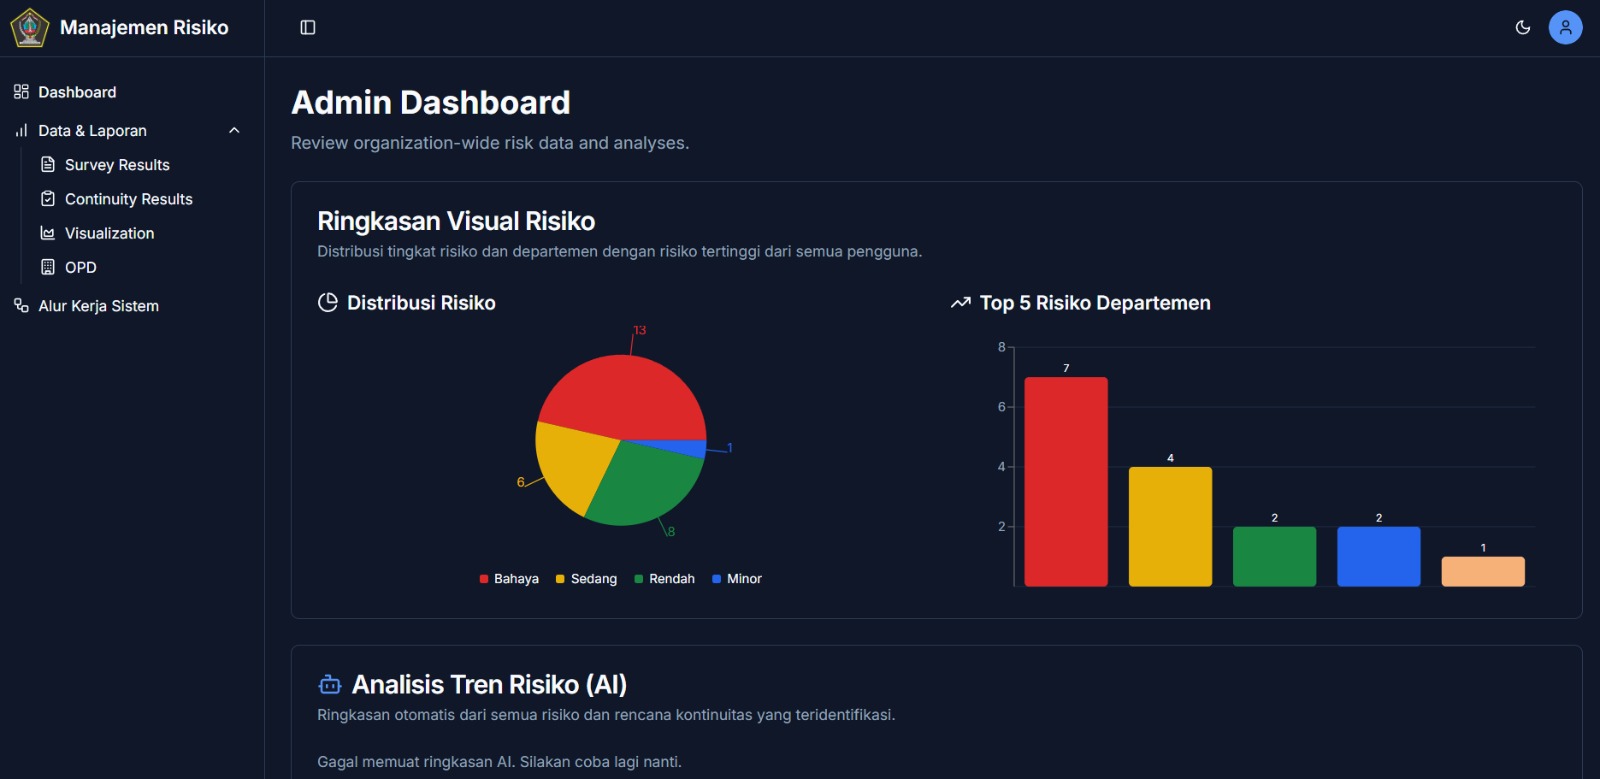 Manajemen Risiko
Dashboard
Data & Laporan
Survey Results
Continuity Results
Visualization
OPD
Alur Kerja Sistem
Admin Dashboard
Review organization-wide risk data and analyses.
Ringkasan Visual Risiko
Distribusi tingkat risiko dan departemen dengan risiko tertinggi dari semua pengguna.
Distribusi Risiko
13
1
6
8
Bahaya Sedang Rendah Minor
Top 5 Risiko Departemen
8
6
4
2
7
4
2
2
1
Analisis Tren Risiko (AI)
Ringkasan otomatis dari semua risiko dan rencana kontinuitas yang teridentifikasi.
Gagal memuat ringkasan AI. Silakan coba lagi nanti.